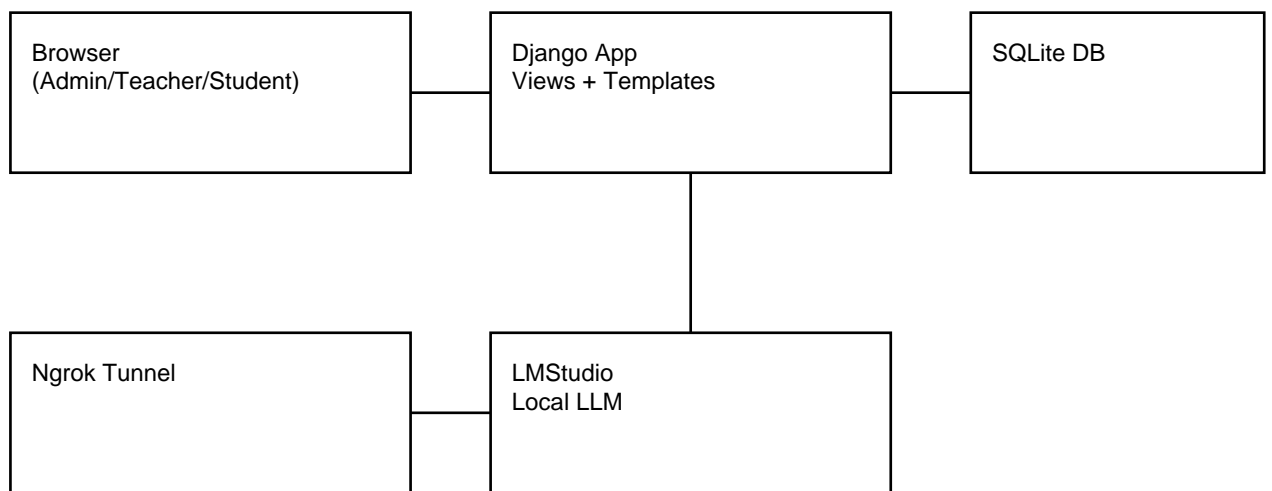 Browser
(Admin/Teacher/Student)
Django App
Views + Templates
SQLite DB
Ngrok Tunnel
LMStudio
Local LLM